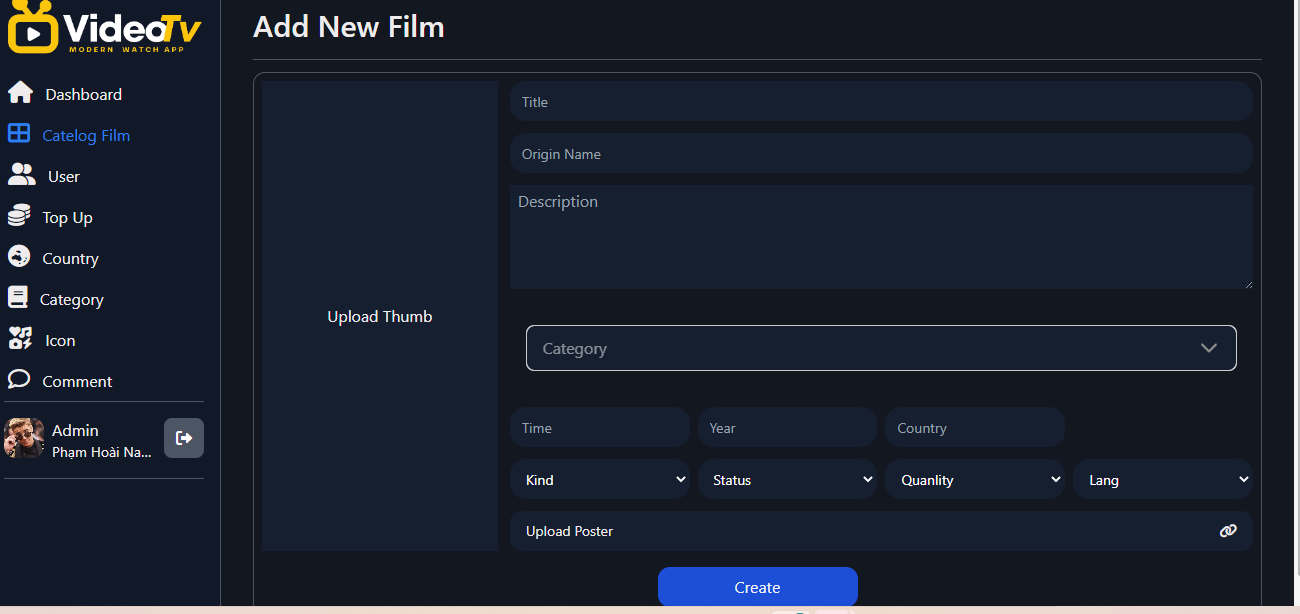 VideoTv
MODERN WATCH APP
Dashboard
Catelog Film
User
Top Up
Country
Category
Icon
Comment
Admin
Phạm Hoài Na...
Add New Film
Upload Thumb
Title
Origin Name
Description
Category
Time Year Country
Kind Status Quanlity Lang
Upload Poster
Create